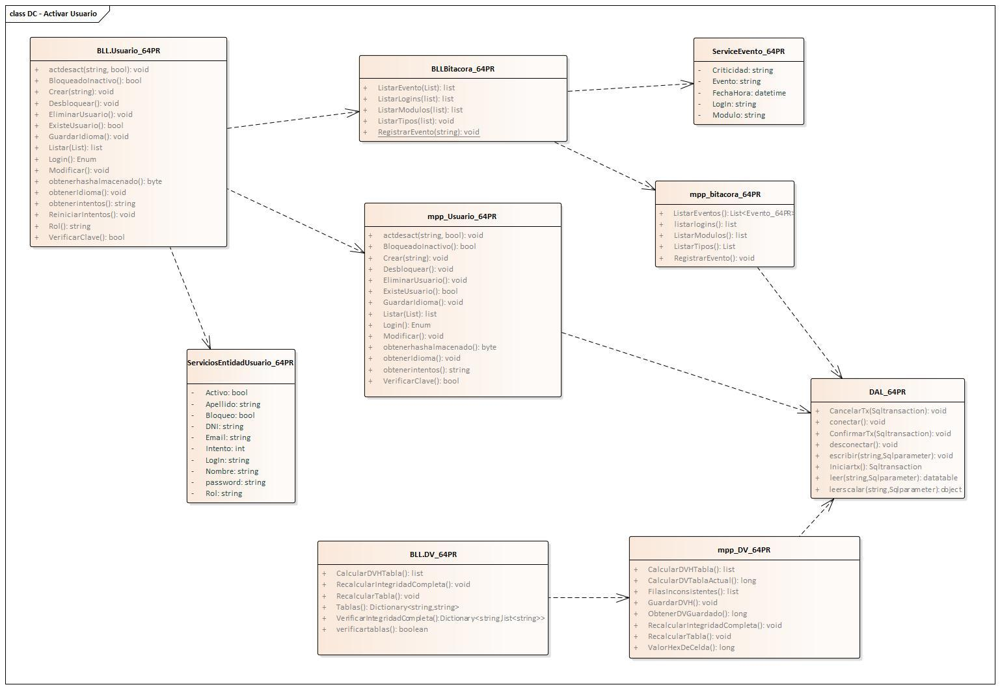 class DC - Activar Usuario
BLL.Usuario_64PR
+ actdesact(string, bool): void
+ BloqueadoInactivo(): bool
+ Crear(string): void
+ Desbloquear(): void
+ EliminarUsuario(): void
+ ExisteUsuario(): bool
+ GuardarIdioma(): void
+ Listar(List): list
+ Login(): Enum
+ Modificar(): void
+ obtenerhashalmacenado(): byte
+ obtenerIdioma(): void
+ obtenerintentos(): string
+ ReiniciarIntentos(): void
+ Rol(): string
+ VerificarClave(): bool
BLLBitacora_64PR
+ ListarEvento(List): list
+ ListarLogins(list): list
+ ListarModulos(list): list
+ ListarTipos(list): void
+ RegistrarEvento(string): void
ServiceEvento_64PR
- Criticidad: string
- Evento: string
- FechaHora: datetime
- LogIn: string
- Modulo: string
mpp_bitacora_64PR
+ ListarEventos(): List<Evento_64PR>
+ listarlogins(): list
+ ListarModulos(): list
+ ListarTipos(): List
+ RegistrarEvento(): void
mpp_Usuario_64PR
+ actdesact(string, bool): void
+ BloqueadoInactivo(): bool
+ Crear(string): void
+ Desbloquear(): void
+ EliminarUsuario(): void
+ ExisteUsuario(): bool
+ GuardarIdioma(): void
+ Listar(List): list
+ Login(): Enum
+ Modificar(): void
+ obtenerhashalmacenado(): byte
+ obtenerIdioma(): void
+ obtenerintentos(): string
+ VerificarClave(): bool
ServiciosEntidadUsuario_64PR
- Activo: bool
- Apellido: string
- Bloqueo: bool
- DNI: string
- Email: string
- Intento: int
- LogIn: string
- Nombre: string
- password: string
- Rol: string
DAL_64PR
+ CancelarTx(Sqltransaction): void
+ conectar(): void
+ ConfirmarTx(Sqltransaction): void
+ desconectar(): void
+ escribir(string,Sqlparameter): void
+ Iniciartx(): Sqltransaction
+ leer(string,Sqlparameter): datatable
+ leerscalar(string,Sqlparameter): object
BLL.DV_64PR
+ CalcularDVHTabla(): list
+ RecalcularIntegridadCompleta(): void
+ RecalcularTabla(): void
+ Tablas(): Dictionary<string,string>
+ VerificarIntegridadCompleta():Dictionary<string,list<string>>
+ verificartablas(): boolean
mpp_DV_64PR
+ CalcularDVHTabla(): list
+ CalcularDVTablaActual(): long
+ FilasInconsistentes(): list
+ GuardarDVH(): void
+ ObtenerDVGuardado(): long
+ RecalcularIntegridadCompleta(): void
+ RecalcularTabla(): void
+ ValorHexDeCelda(): long